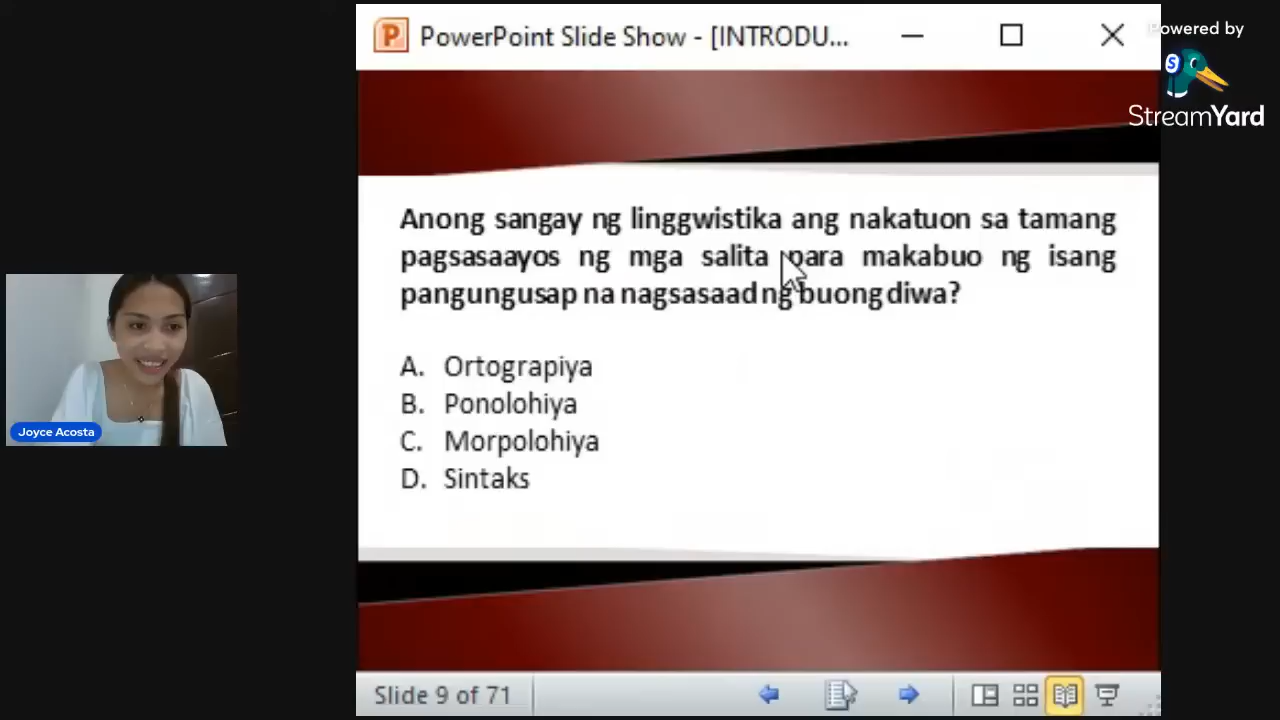 PowerPoint Slide Show - [INTRODU...
Powered by
StreamYard
Anong sangay ng linggwistika ang nakatuon sa tamang
pagsasaayos ng mga salita para makabuo ng isang
pangungusap na nagsasaad ng buong diwa?
A. Ortograpiya
B. Ponolohiya
C. Morpolohiya
D. Sintaks
Joyce Acosta
Slide 9 of 71